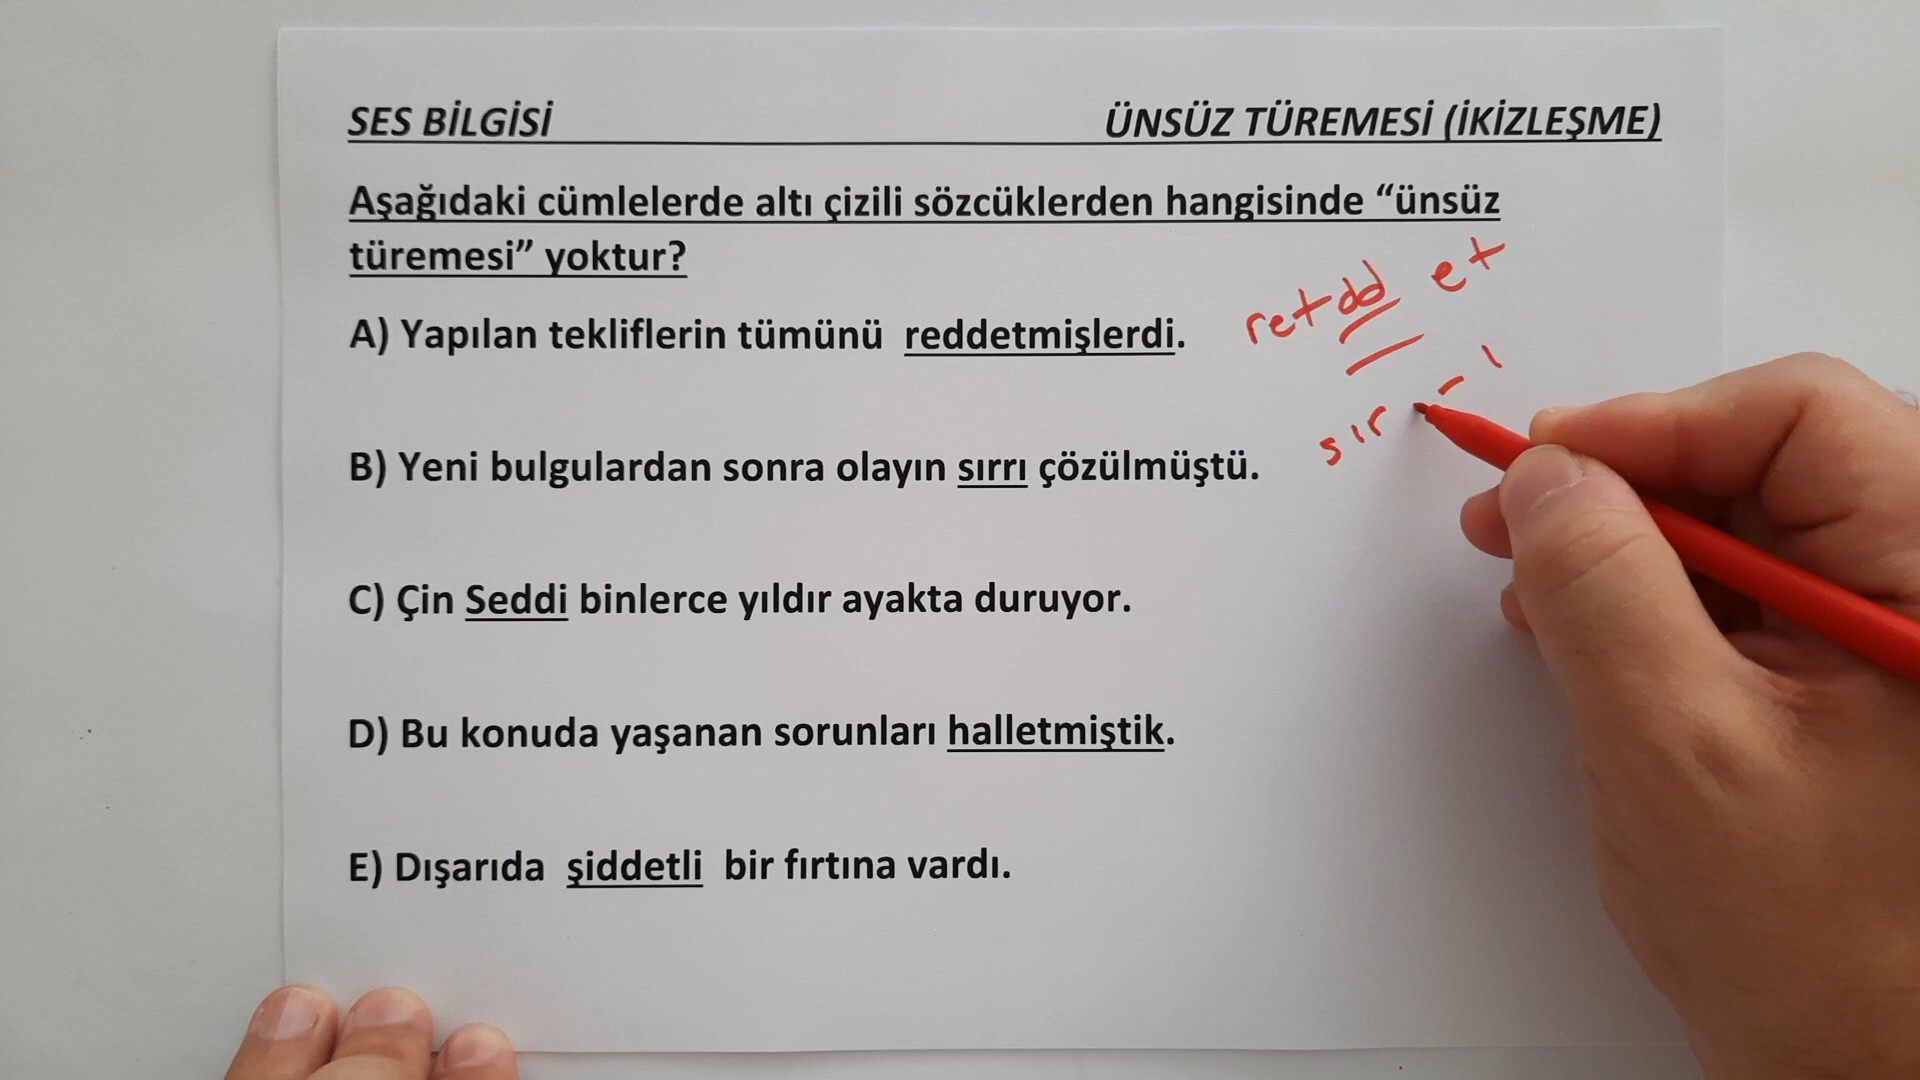 SES BİLGİSİ ÜNSÜZ TÜREMESİ (İKİZLEŞME)
Aşağıdaki cümlelerde altı çizili sözcüklerden hangisinde “ünsüz
türemesi” yoktur?
A) Yapılan tekliflerin tümünü reddetmişlerdi.
retdd et
B) Yeni bulgulardan sonra olayın sırrı çözülmüştü.
sır - ı
C) Çin Seddi binlerce yıldır ayakta duruyor.
D) Bu konuda yaşanan sorunları halletmiştik.
E) Dışarıda şiddetli bir fırtına vardı.